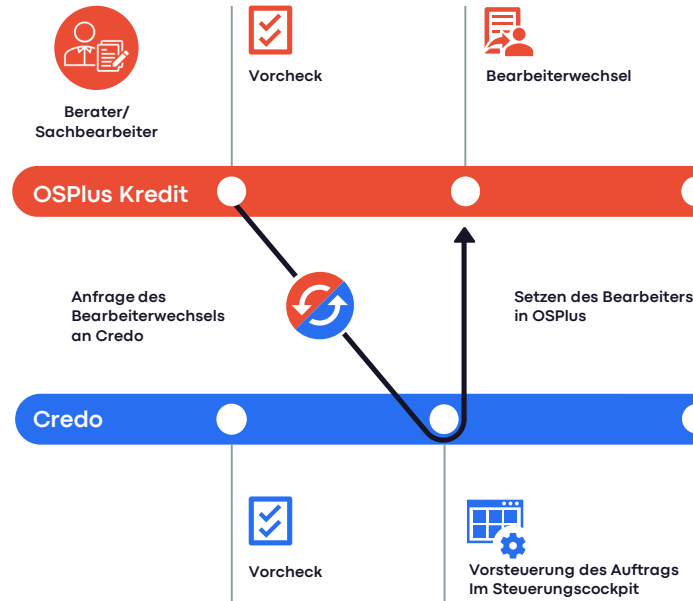 Vorcheck
Bearbeiterwechsel
Berater/
Sachbearbeiter
OSPlus Kredit
Anfrage des
Bearbeiterwechsels
an Credo
Setzen des Bearbeiters
in OSPlus
Credo
Vorcheck
Vorsteuerung des Auftrags
Im Steuerungscockpit